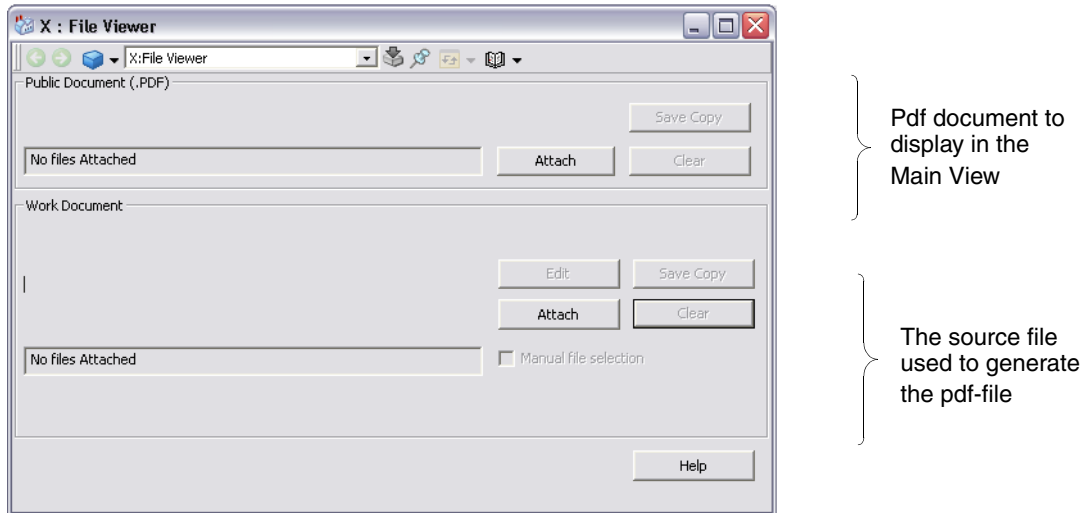 X : File Viewer
X:File Viewer
Public Document (.PDF)
Save Copy
No files Attached
Attach
Clear
Work Document
Edit
Save Copy
Attach
Clear
No files Attached
Manual file selection
Help
Pdf document to
display in the
Main View
The source file
used to generate
the pdf-file